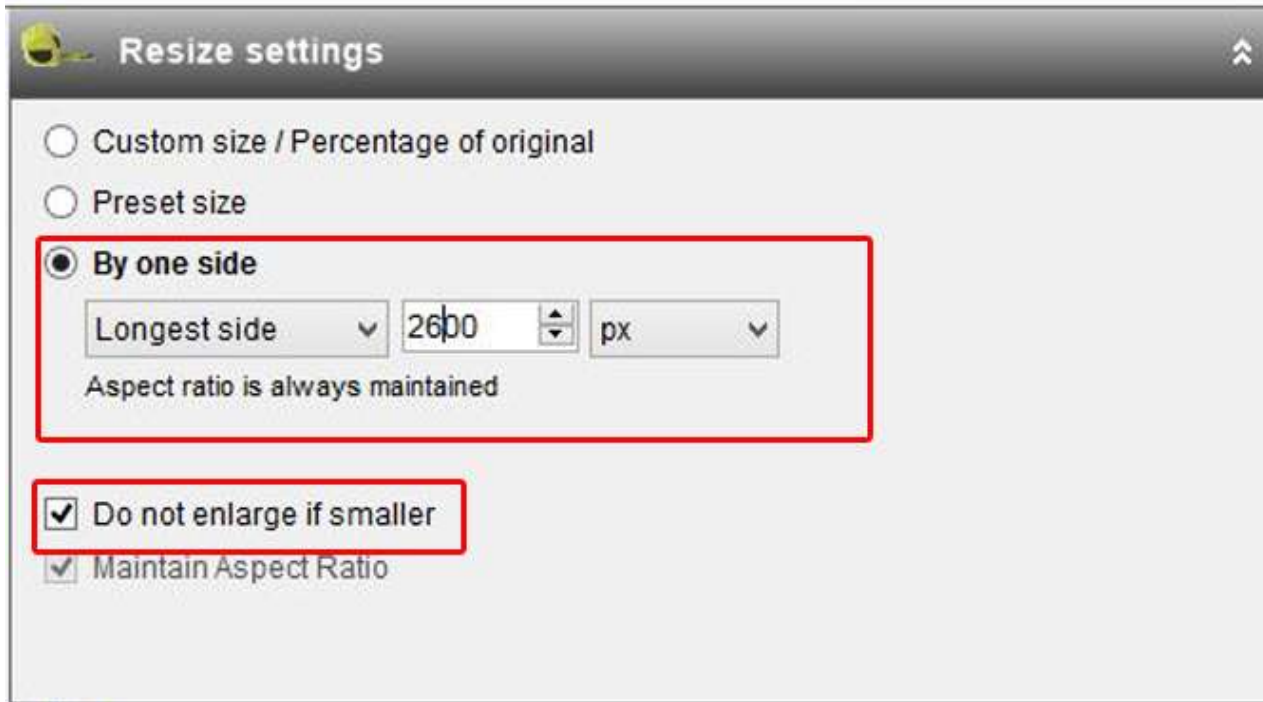 Resize settings
Custom size / Percentage of original
Preset size
By one side
Longest side 2600 px
Aspect ratio is always maintained
Do not enlarge if smaller
Maintain Aspect Ratio